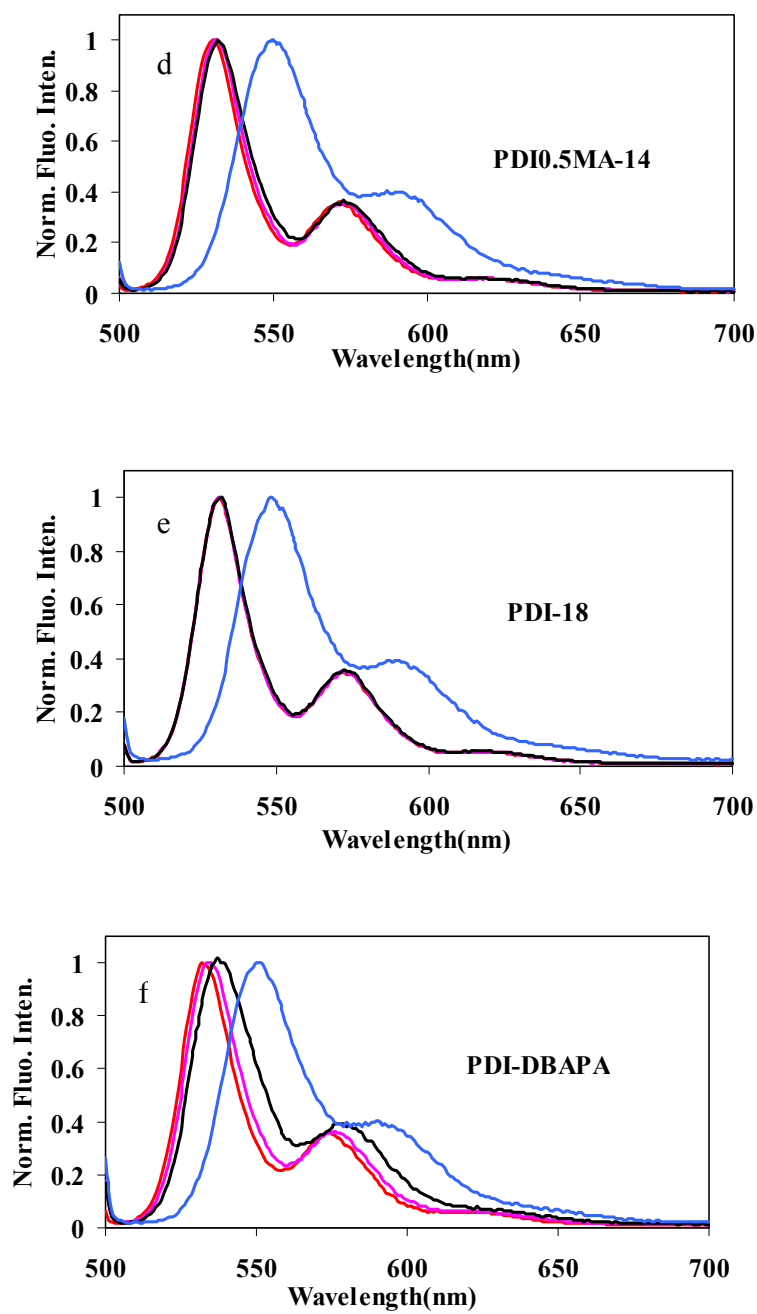 d
1
0.8
0.6
0.4
0.2
0
Norm. Fluo. Inten.
PDI0.5MA-14
500 550 600 650 700
Wavelength(nm)
e
1
0.8
0.6
0.4
0.2
0
Norm. Fluo. Inten.
PDI-18
500 550 600 650 700
Wavelength(nm)
f
1
0.8
0.6
0.4
0.2
0
Norm. Fluo. Inten.
PDI-DBAPA
500 550 600 650 700
Wavelength(nm)